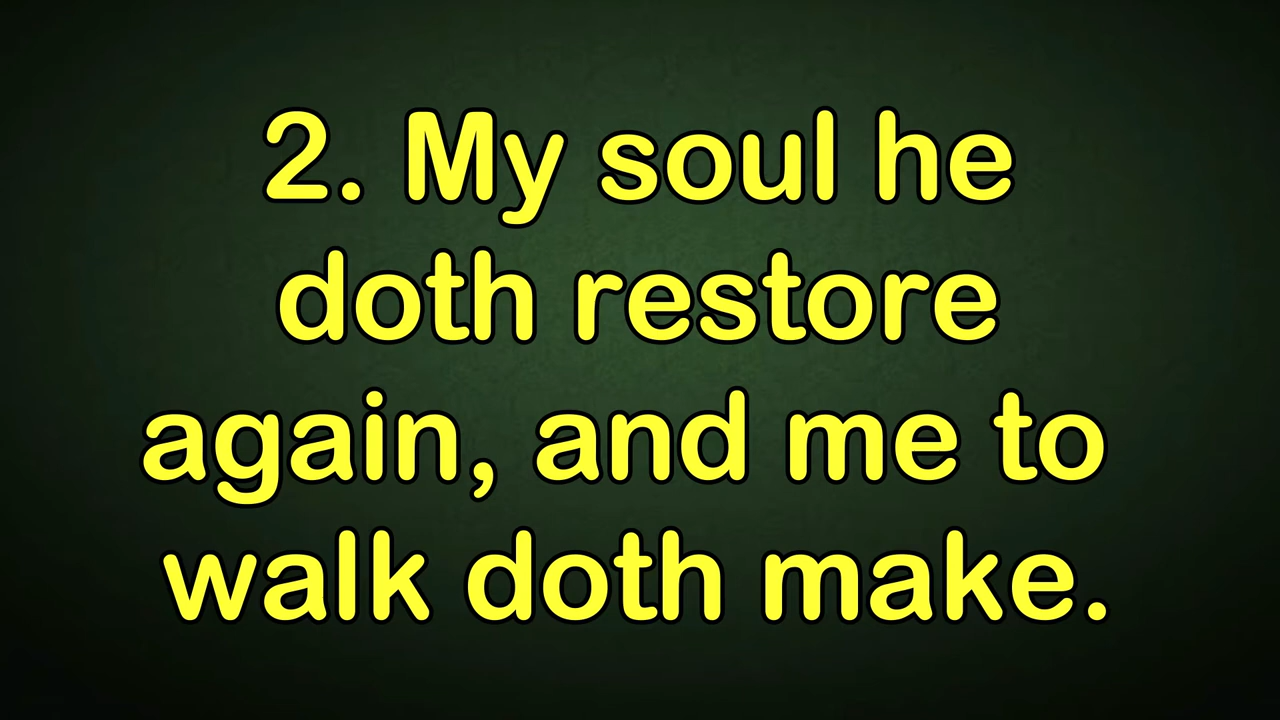 2. My soul he
doth restore
again, and me to
walk doth make.